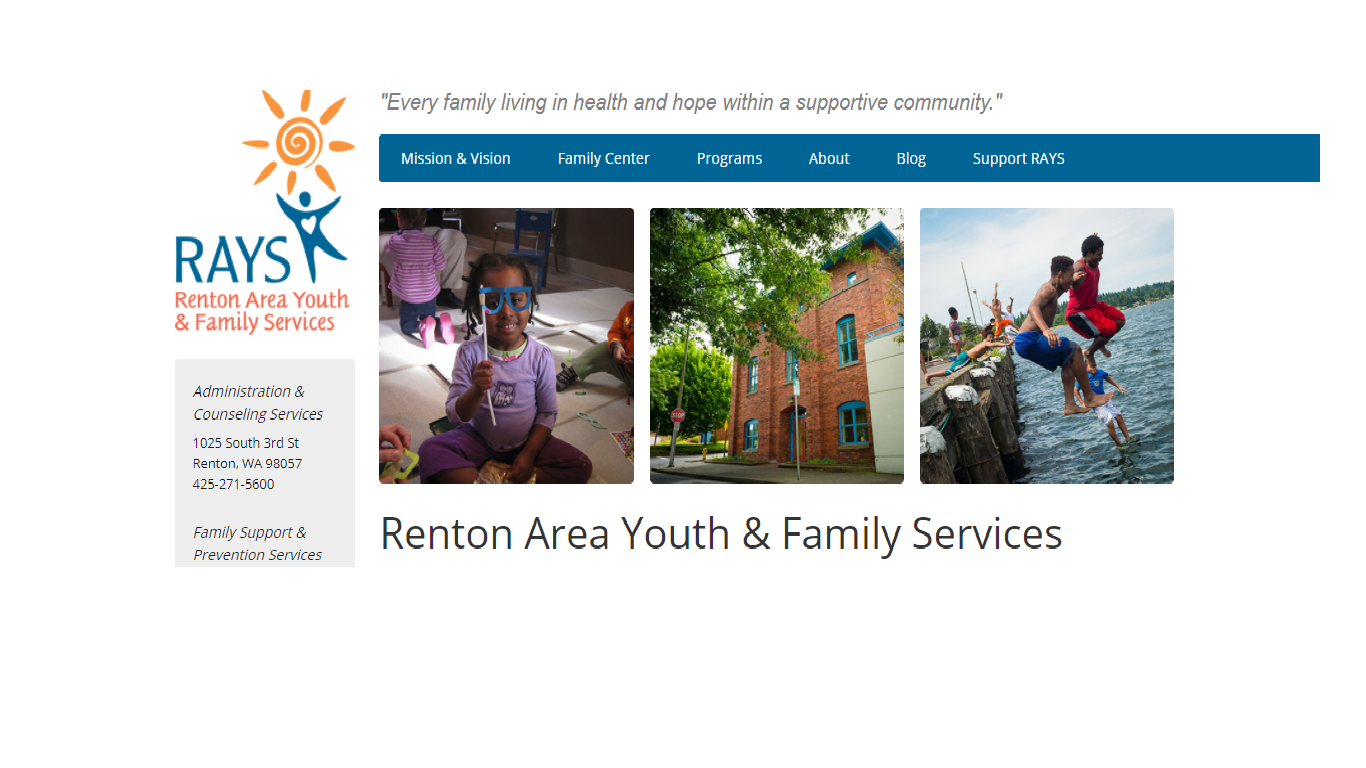 "Every family living in health and hope within a supportive community."
Mission & Vision Family Center Programs About Blog Support RAYS
RAYS
Renton Area Youth
& Family Services
Administration &
Counseling Services
1025 South 3rd St
Renton, WA 98057
425-271-5600
Family Support &
Prevention Services
STOP
Renton Area Youth & Family Services